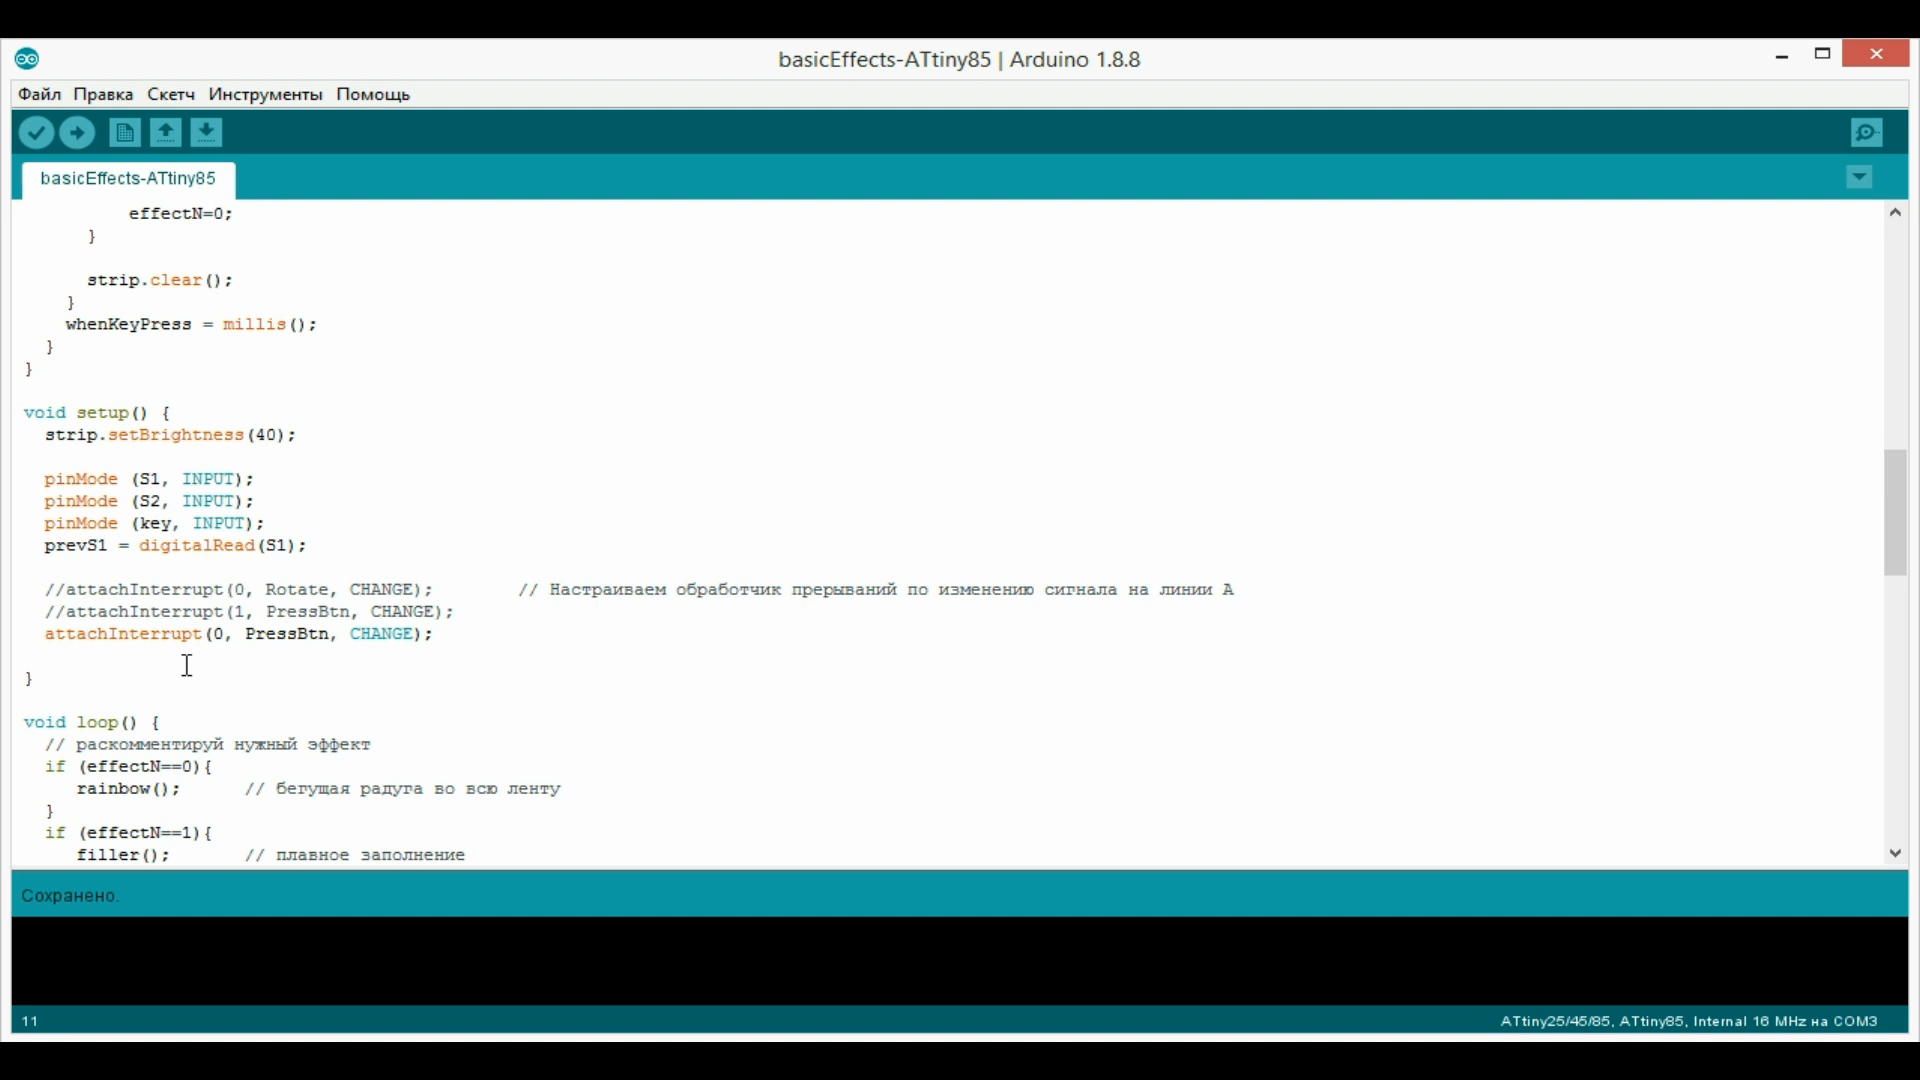 basicEffects-ATtiny85 | Arduino 1.8.8
Файл Правка Скетч Инструменты Помощь
basicEffects-ATtiny85
effectN=0;
}
strip.clear();
}
whenKeyPress = millis();
}
}
void setup() {
strip.setBrightness(40);
pinMode (S1, INPUT);
pinMode (S2, INPUT);
pinMode (key, INPUT);
prevS1 = digitalRead(S1);
//attachInterrupt(0, Rotate, CHANGE); // Настраиваем обработчик прерываний по изменению сигнала на линии A
//attachInterrupt(1, PressBtn, CHANGE);
attachInterrupt(0, PressBtn, CHANGE);
}
void loop() {
// раскомментируй нужный эффект
if (effectN==0){
rainbow(); // бегущая радуга во всю ленту
}
if (effectN==1){
filler(); // плавное заполнение
Сохранено.
11
ATtiny25/45/85, ATtiny85, Internal 16 MHz на COM3